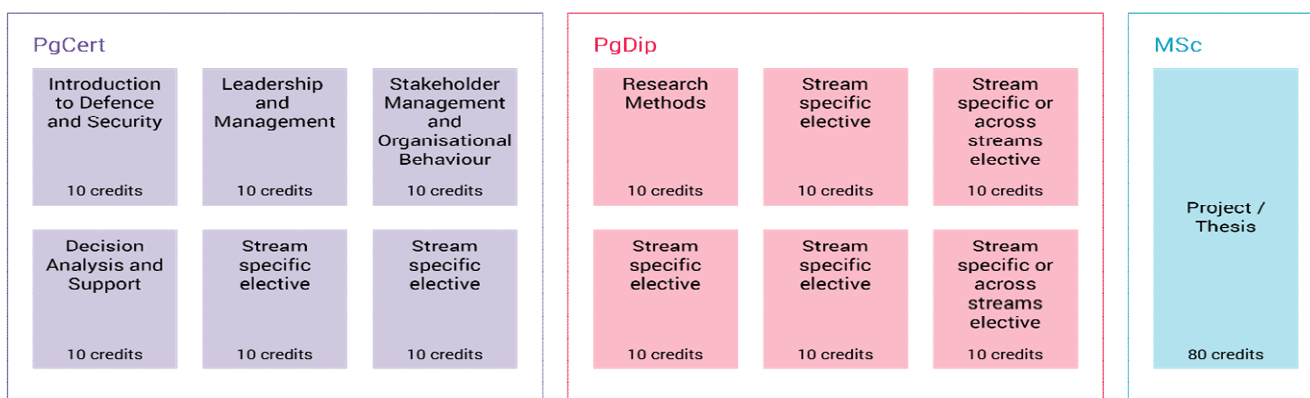 PgCert
Introduction
to Defence
and Security
10 credits
Leadership
and
Management
10 credits
Stakeholder
Management
and
Organisational
Behaviour
10 credits
Decision
Analysis and
Support
10 credits
Stream
specific
elective
10 credits
Stream
specific
elective
10 credits
PgDip
Research
Methods
10 credits
Stream
specific
elective
10 credits
Stream
specific or
across
streams
elective
10 credits
Stream
specific
elective
10 credits
Stream
specific
elective
10 credits
Stream
specific or
across
streams
elective
10 credits
MSc
Project /
Thesis
80 credits